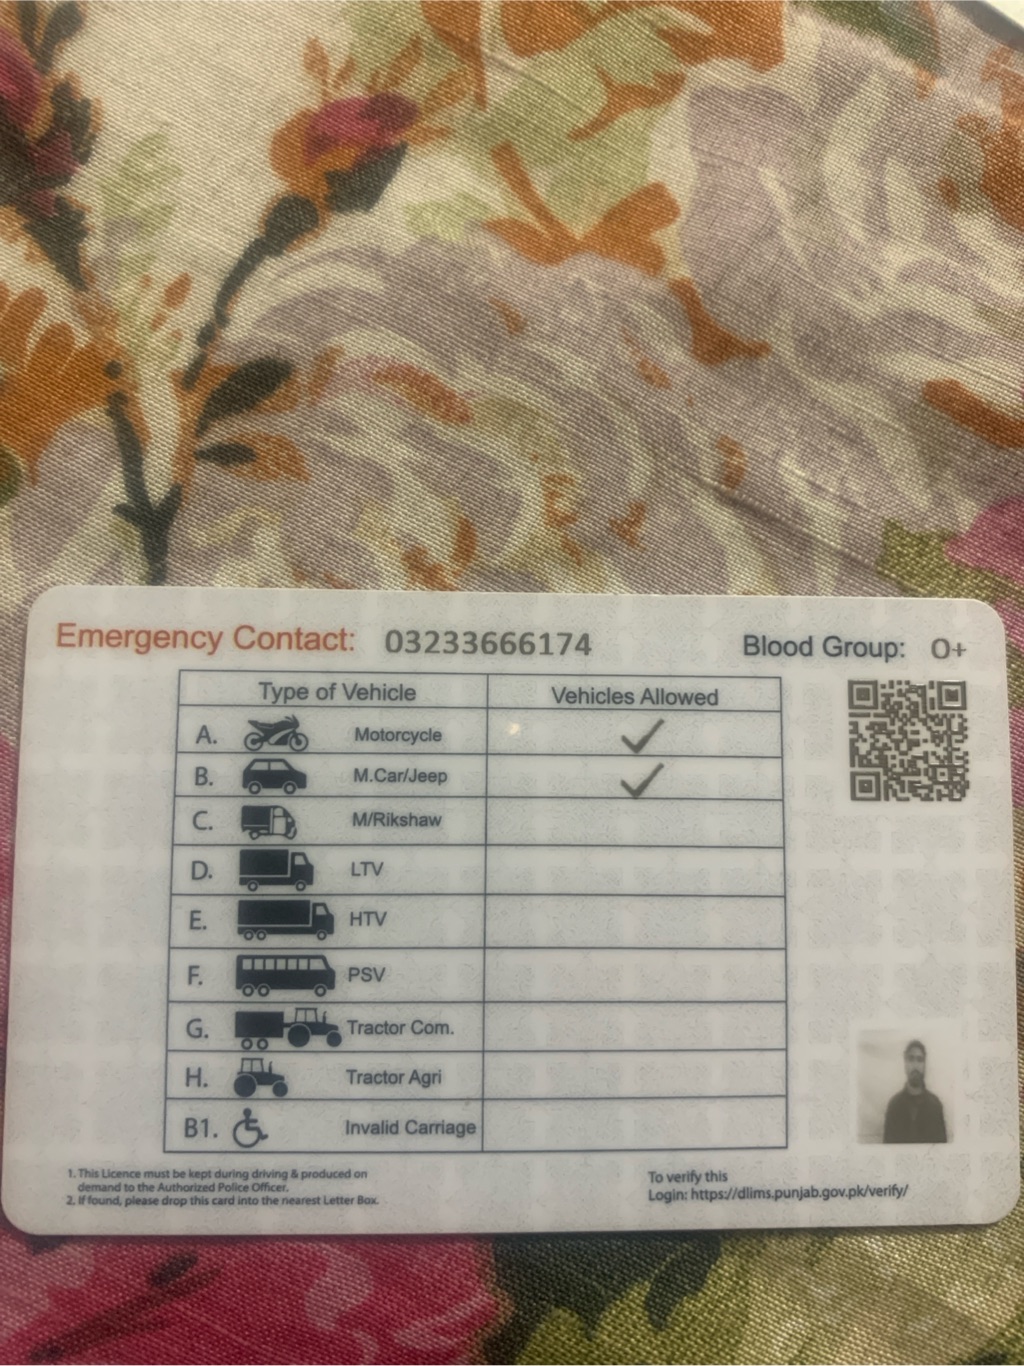 Emergency Contact: 03233666174 Blood Group: O+
Type of Vehicle Vehicles Allowed
A. Motorcycle ✓
B. M.Car/Jeep ✓
C. M/Rikshaw
D. LTV
E. HTV
F. PSV
G. Tractor Com.
H. Tractor Agri
B1. Invalid Carriage
1. This Licence must be kept during driving & produced on
demand to the Authorized Police Officer.
2. If found, please drop this card into the nearest Letter Box.
To verify this
Login: https://dlims.punjab.gov.pk/verify/